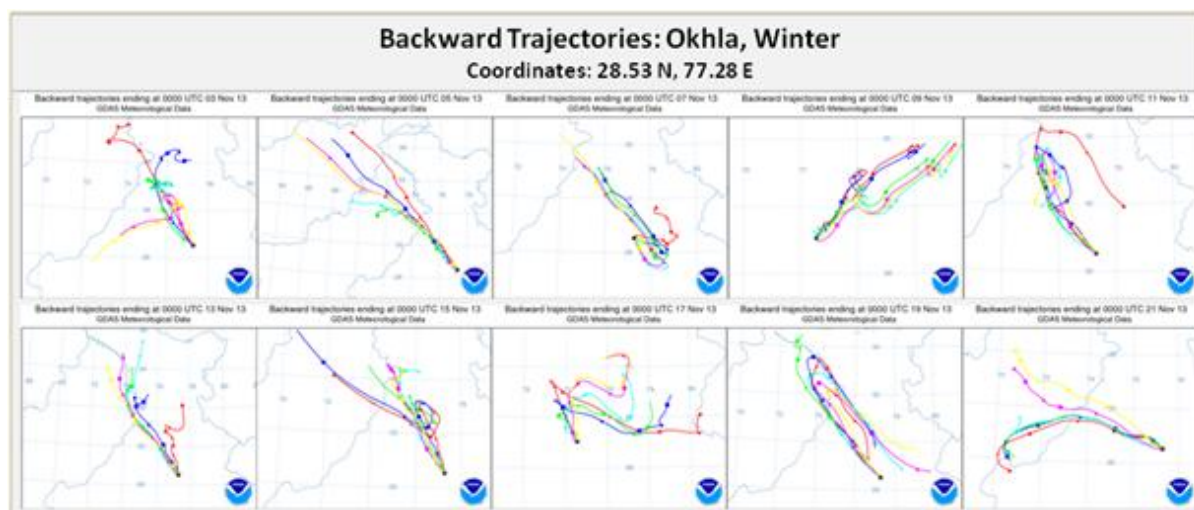 Backward Trajectories: Okhla, Winter
Coordinates: 28.53 N, 77.28 E
Backward trajectories ending at 0000 UTC 03 Nov 13
GDAS Meteorological Data
Backward trajectories ending at 0000 UTC 05 Nov 13
GDAS Meteorological Data
Backward trajectories ending at 0000 UTC 07 Nov 13
GDAS Meteorological Data
Backward trajectories ending at 0000 UTC 09 Nov 13
GDAS Meteorological Data
Backward trajectories ending at 0000 UTC 11 Nov 13
GDAS Meteorological Data
Backward trajectories ending at 0000 UTC 13 Nov 13
GDAS Meteorological Data
Backward trajectories ending at 0000 UTC 15 Nov 13
GDAS Meteorological Data
Backward trajectories ending at 0000 UTC 17 Nov 13
GDAS Meteorological Data
Backward trajectories ending at 0000 UTC 19 Nov 13
GDAS Meteorological Data
Backward trajectories ending at 0000 UTC 21 Nov 13
GDAS Meteorological Data